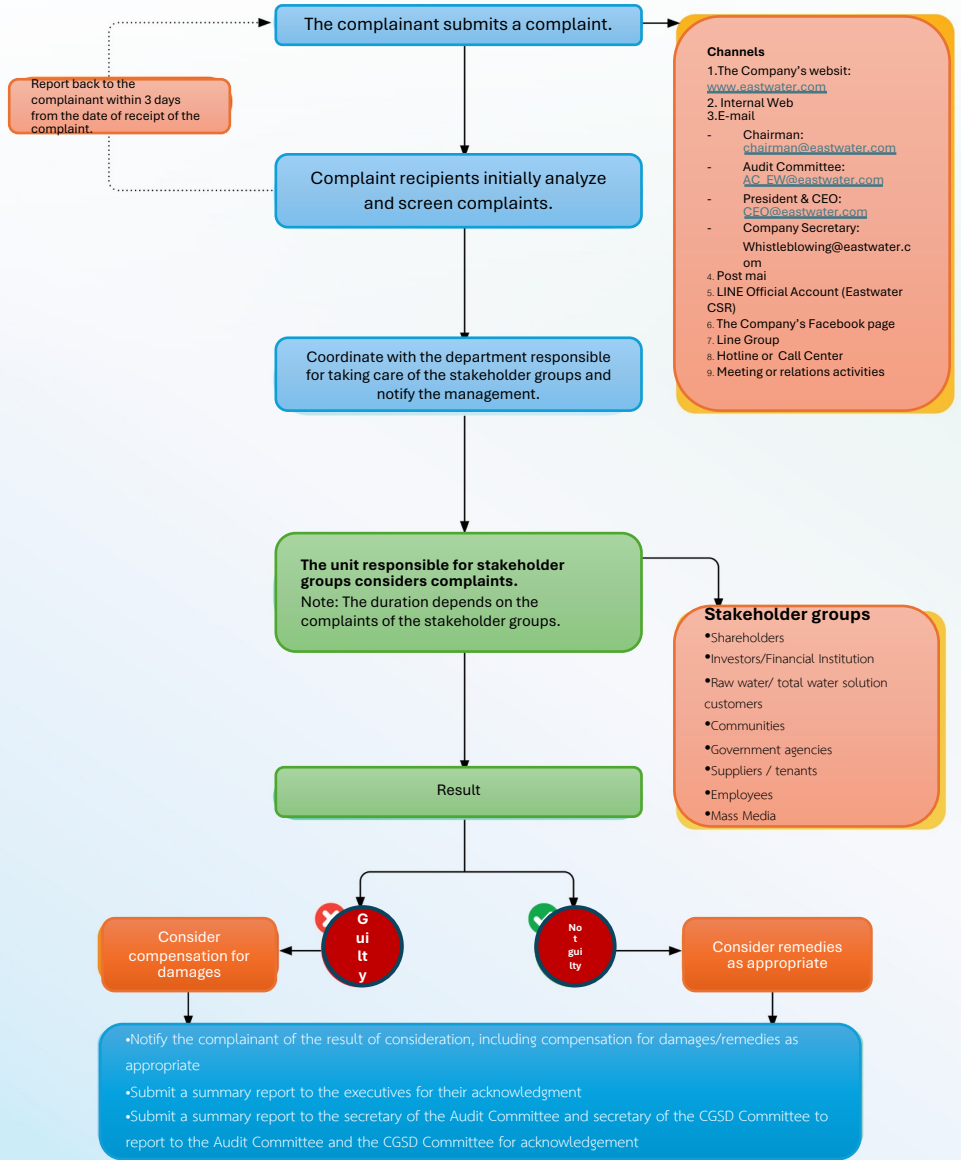 The complainant submits a complaint.
Report back to the
complainant within 3 days
from the date of receipt of the
complaint.
Channels
1.The Company's websit:
www.eastwater.com
2. Internal Web
3.E-mail
- Chairman:
chairman@eastwater.com
- Audit Committee:
AC_EW@eastwater.com
- President & CEO:
CEO@eastwater.com
- Company Secretary:
Whistleblowing@eastwater.c
om
4. Post mai
5. LINE Official Account (Eastwater
CSR)
6. The Company's Facebook page
7. Line Group
8. Hotline or Call Center
9. Meeting or relations activities
Complaint recipients initially analyze
and screen complaints.
Coordinate with the department responsible
for taking care of the stakeholder groups and
notify the management.
The unit responsible for stakeholder
groups considers complaints.
Note: The duration depends on the
complaints of the stakeholder groups.
Stakeholder groups
•Shareholders
•Investors/Financial Institution
•Raw water/ total water solution
customers
•Communities
•Government agencies
•Suppliers / tenants
•Employees
•Mass Media
Result
G
ui
lt
y
No
t
gui
lty
Consider
compensation for
damages
Consider remedies
as appropriate
•Notify the complainant of the result of consideration, including compensation for damages/remedies as
appropriate
•Submit a summary report to the executives for their acknowledgment
•Submit a summary report to the secretary of the Audit Committee and secretary of the CGSD Committee to
report to the Audit Committee and the CGSD Committee for acknowledgement